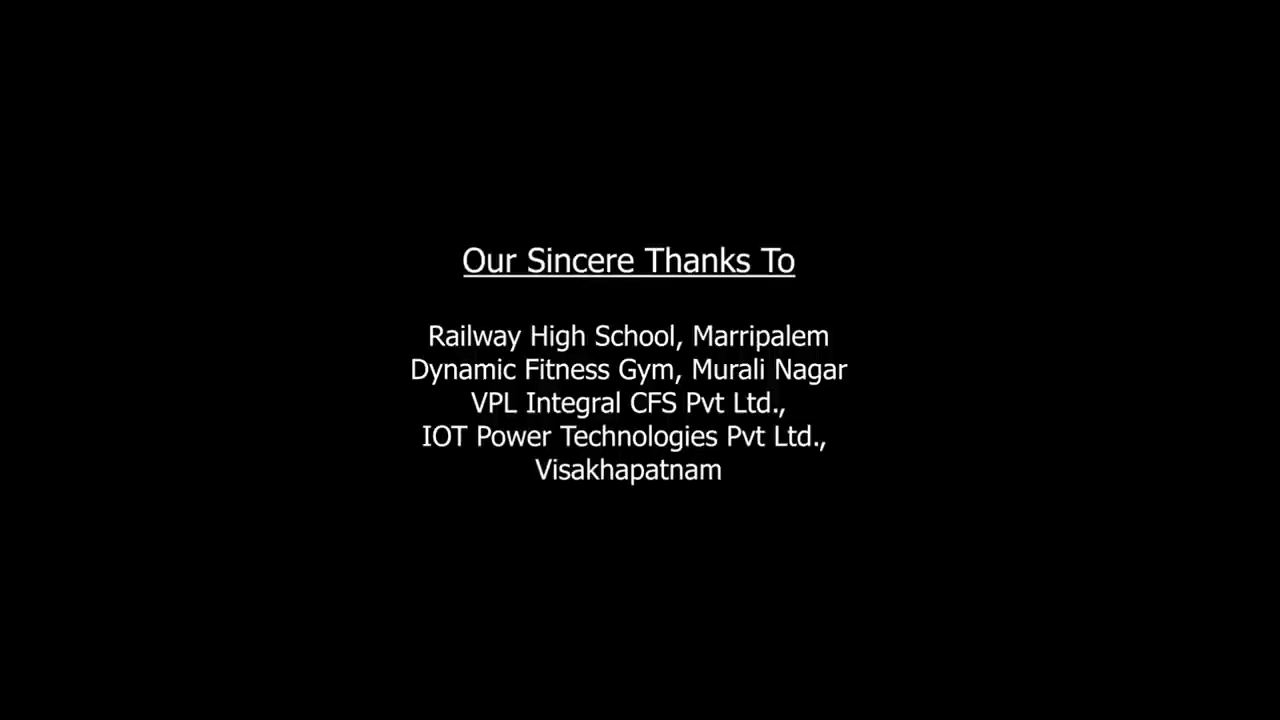 Our Sincere Thanks To
Railway High School, Marripalem
Dynamic Fitness Gym, Murali Nagar
VPL Integral CFS Pvt Ltd.,
IOT Power Technologies Pvt Ltd.,
Visakhapatnam